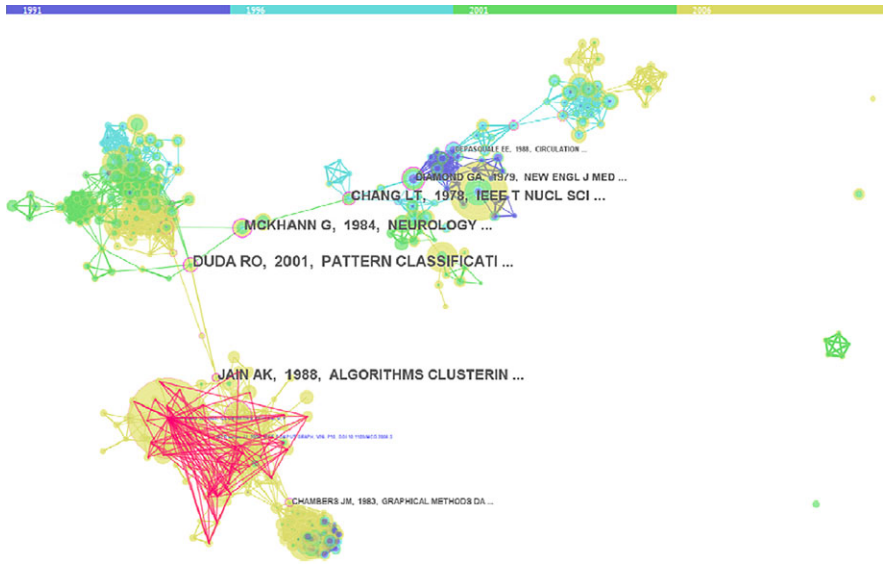 1991 1996 2001 2006
DEPASQUALE EE, 1988, CIRCULATION ...
DIAMOND GA, 1979, NEW ENGL J MED ...
CHANG LT, 1978, IEEE T NUCL SCI ...
MCKHANN G, 1984, NEUROLOGY ...
DUDA RO, 2001, PATTERN CLASSIFICATI ...
JAIN AK, 1988, ALGORITHMS CLUSTERIN ...
CHAMBERS JM, 1983, GRAPHICAL METHODS DA ...